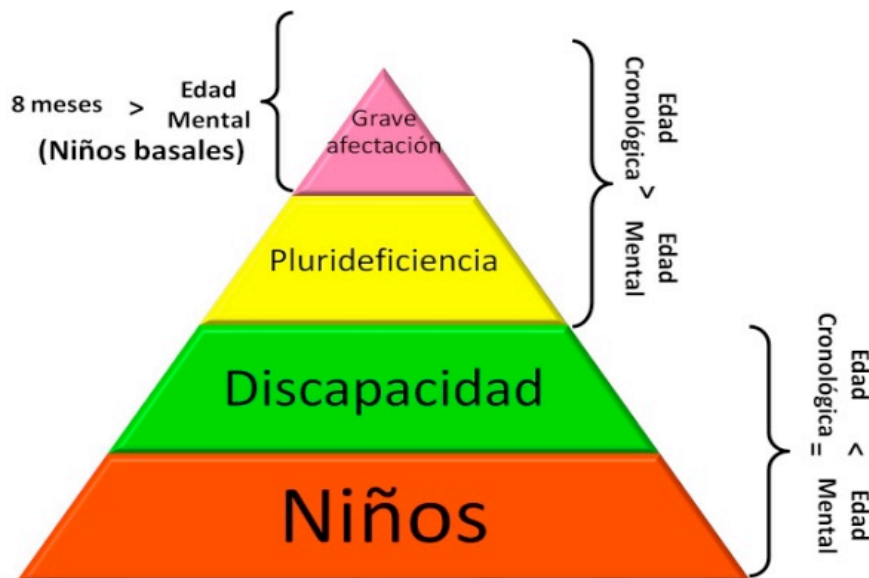 8 meses > Edad Mental
(Niños basales)
Grave
afectación
Plurideficiencia
Discapacidad
Niños
Edad > Edad
Cronológica Mental
Edad < Edad
Cronológica = Mental